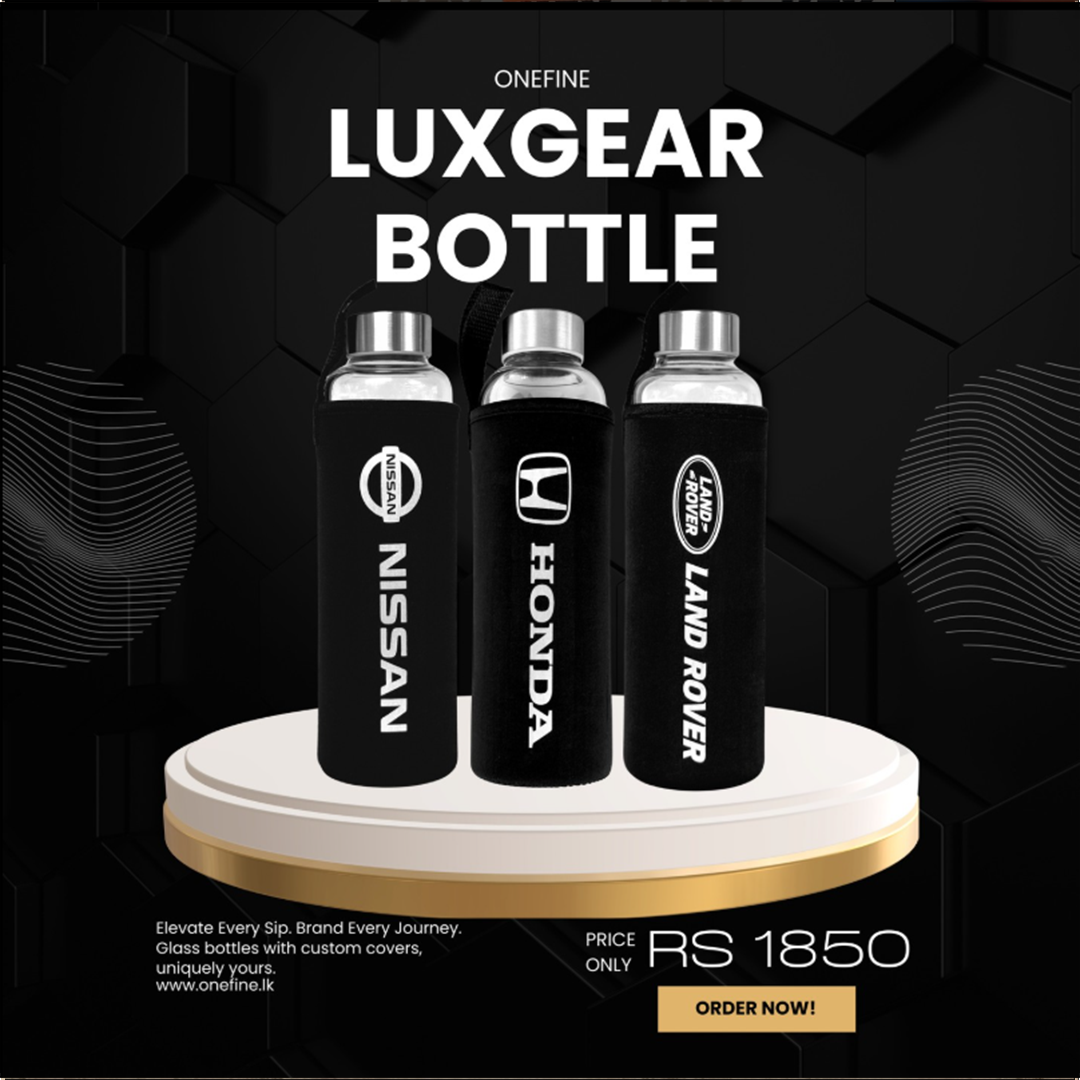 ONEFINE
LUXGEAR
BOTTLE
NISSAN
NISSAN
HONDA
LAND-
-ROVER
LAND ROVER
Elevate Every Sip. Brand Every Journey.
Glass bottles with custom covers,
uniquely yours.
www.onefine.lk
PRICE
ONLY
RS 1850
ORDER NOW!